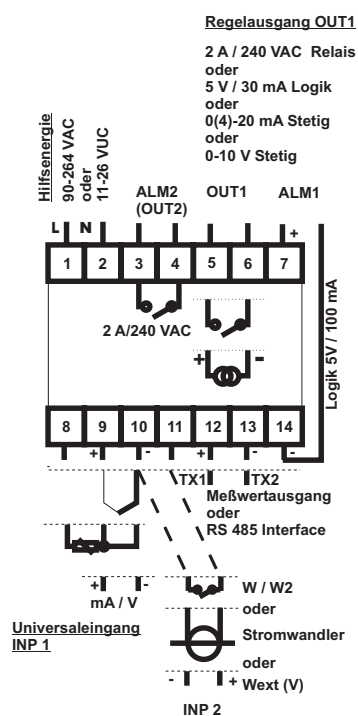 Regelausgang OUT1
2 A / 240 VAC Relais
oder
5 V / 30 mA Logik
oder
0(4)-20 mA Stetig
oder
0-10 V Stetig
Hilfsenergie
90-264 VAC
oder
11-26 VUC
ALM2
(OUT2)
OUT1
ALM1
L N +
1 2 3 4 5 6 7
2 A/240 VAC
+ -
Logik 5V / 100 mA
8 9 10 11 12 13 14
+ - + - -
TX1 TX2
Meßwertausgang
oder
RS 485 Interface
+ -
mA / V
W / W2
oder
Stromwandler
oder
- + Wext (V)
Universaleingang
INP 1
INP 2